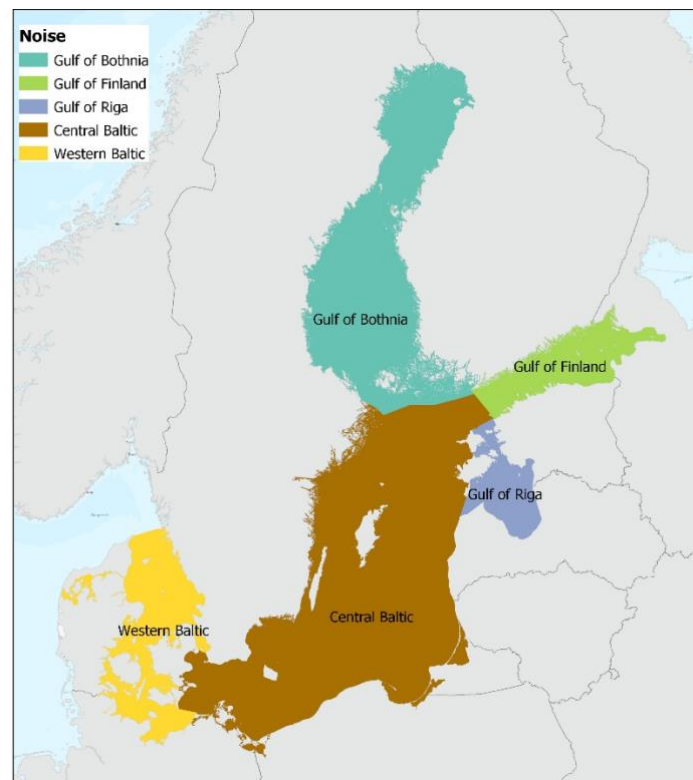 Noise
Gulf of Bothnia
Gulf of Finland
Gulf of Riga
Central Baltic
Western Baltic
Gulf of Bothnia
Gulf of Finland
Gulf of Riga
Western Baltic
Central Baltic